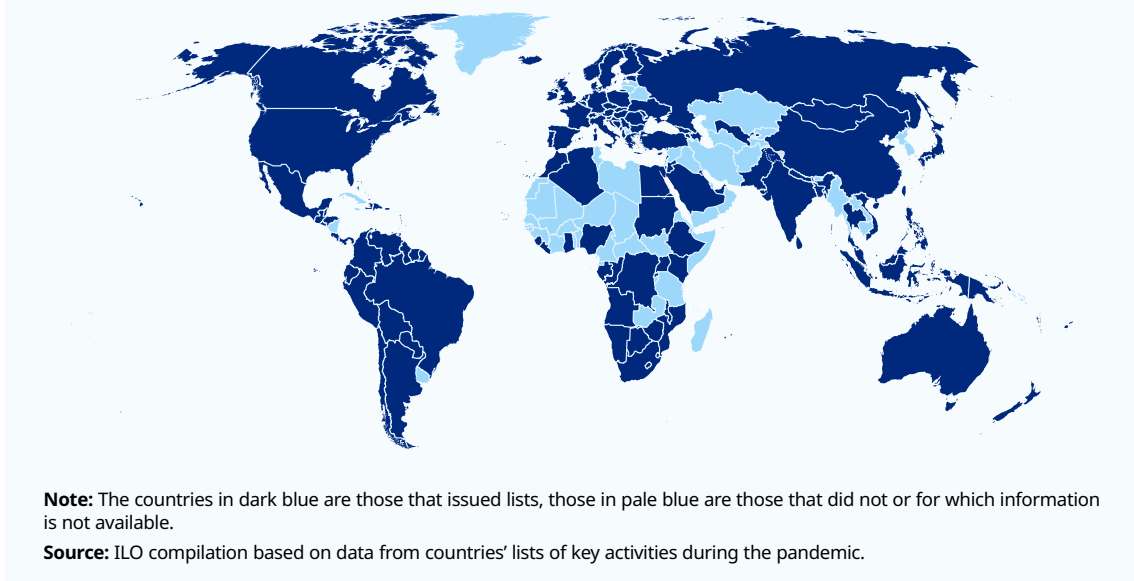 Note: The countries in dark blue are those that issued lists, those in pale blue are those that did not or for which information
is not available.
Source: ILO compilation based on data from countries’ lists of key activities during the pandemic.